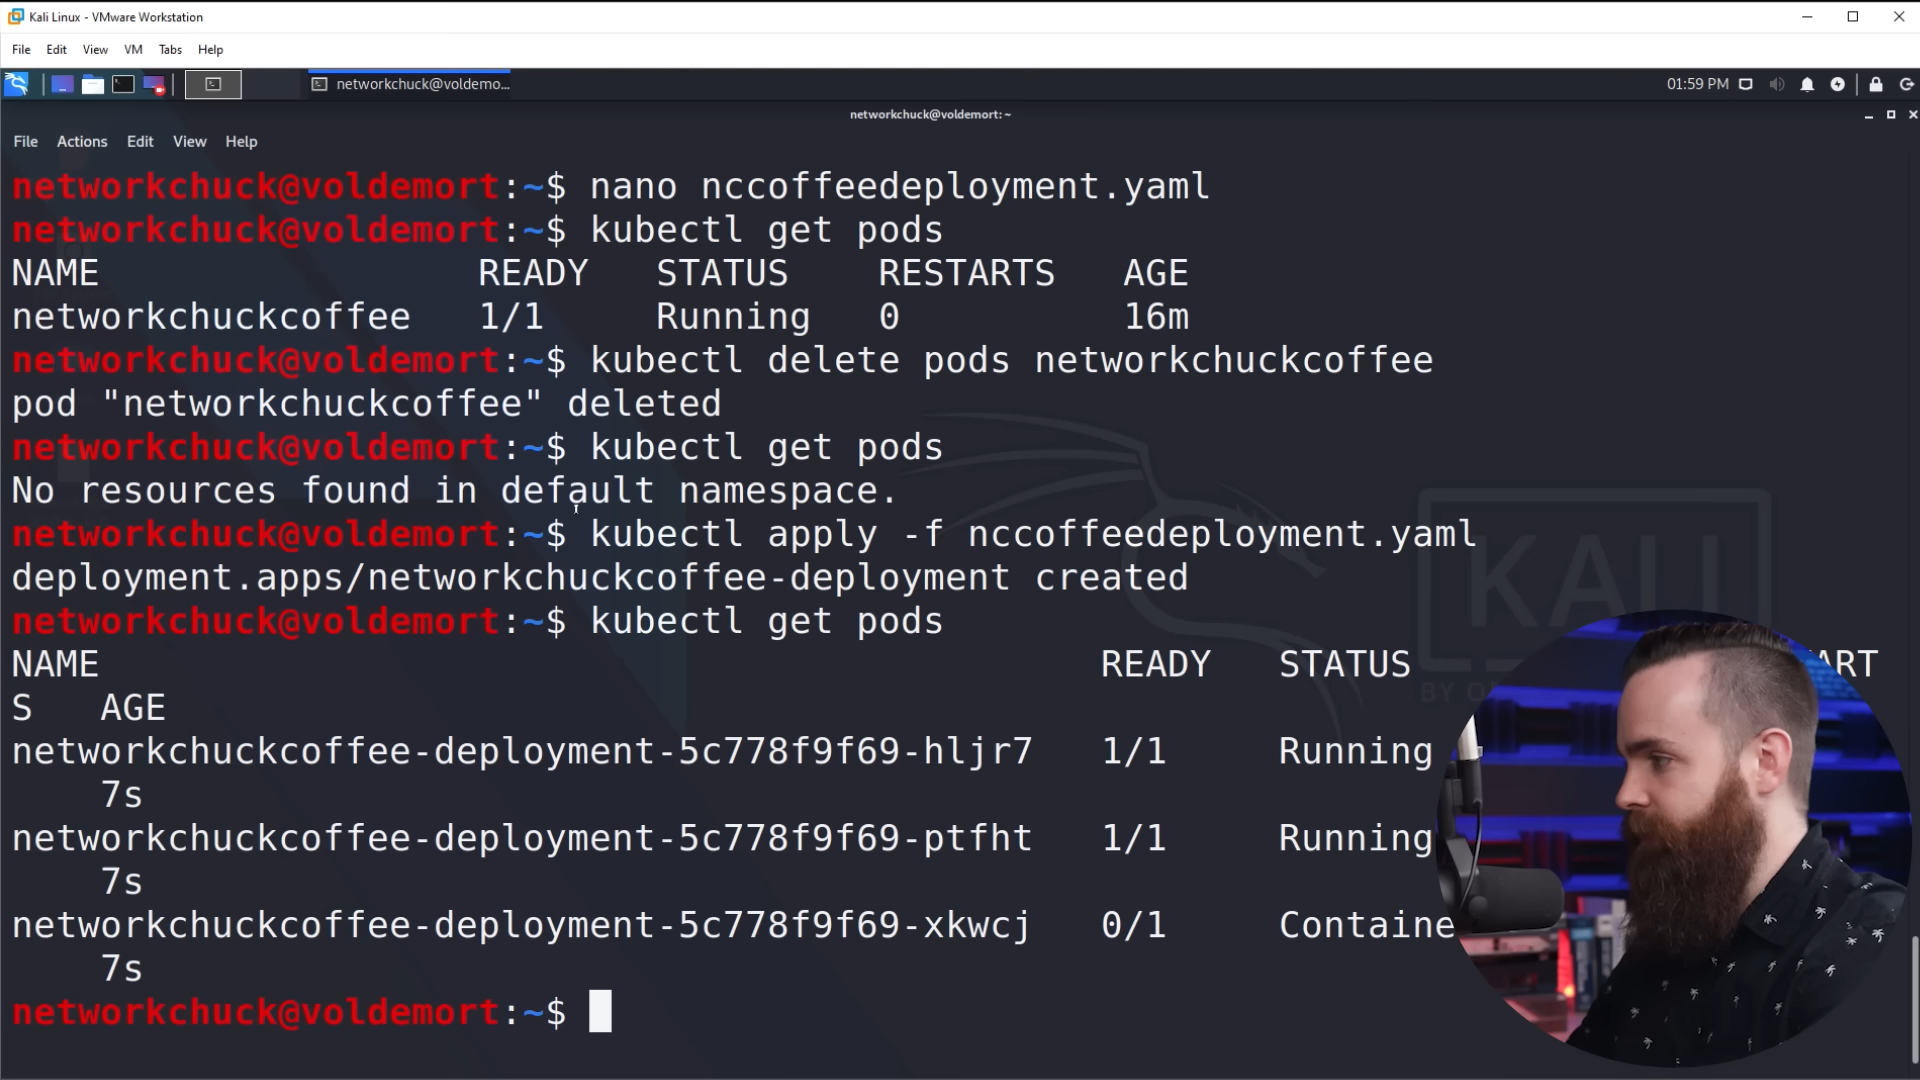 Kali Linux - VMware Workstation
File Edit View VM Tabs Help
networkchuck@voldemo...
01:59 PM
networkchuck@voldemort: ~
File Actions Edit View Help
networkchuck@voldemort:~$ nano nccoffeedeployment.yaml
networkchuck@voldemort:~$ kubectl get pods
NAME READY STATUS RESTARTS AGE
networkchuckcoffee 1/1 Running 0 16m
networkchuck@voldemort:~$ kubectl delete pods networkchuckcoffee
pod "networkchuckcoffee" deleted
networkchuck@voldemort:~$ kubectl get pods
No resources found in default namespace.
networkchuck@voldemort:~$ kubectl apply -f nccoffeedeployment.yaml
deployment.apps/networkchuckcoffee-deployment created
networkchuck@voldemort:~$ kubectl get pods
NAME READY STATUS ART
S AGE
networkchuckcoffee-deployment-5c778f9f69-hljr7 1/1 Running
7s
networkchuckcoffee-deployment-5c778f9f69-ptfht 1/1 Running
7s
networkchuckcoffee-deployment-5c778f9f69-xkwcj 0/1 Containe
7s
networkchuck@voldemort:~$
KALI
BY